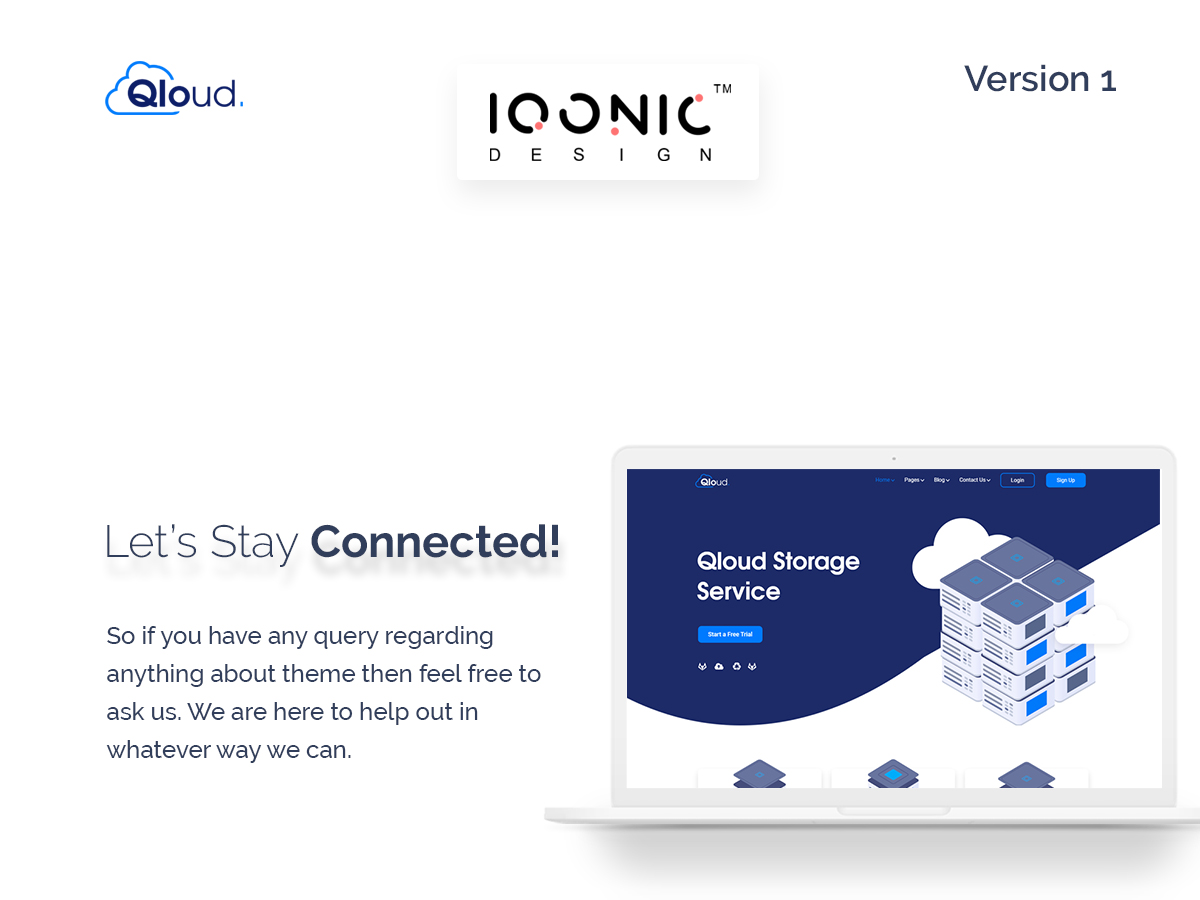 Qloud.
IQONIC TM
DESIGN
Version 1
Let's Stay Connected!
So if you have any query regarding
anything about theme then feel free to
ask us. We are here to help out in
whatever way we can.
Qloud
Home Pages Blog Contact Us Login Sign Up
Qloud Storage
Service
Start a Free Trial